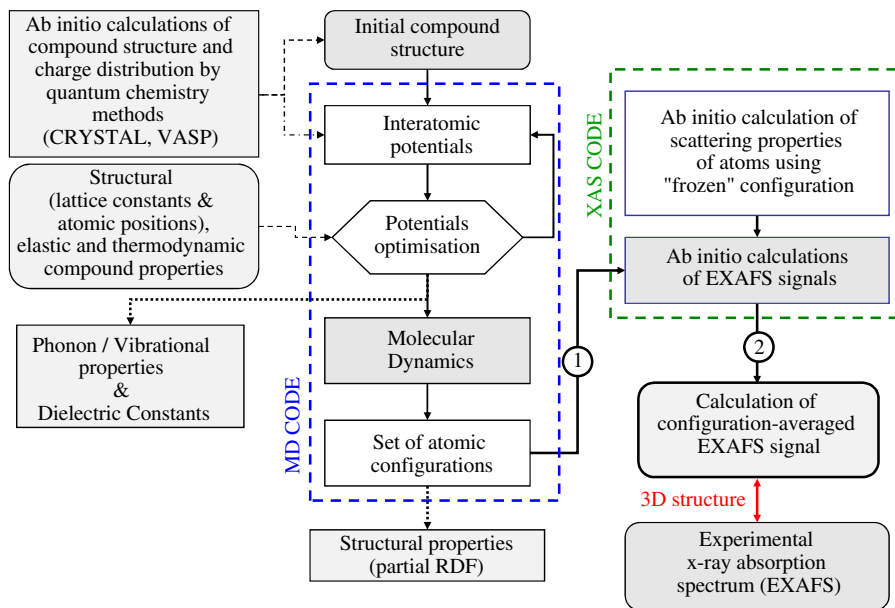 Ab initio calculations of
compound structure and
charge distribution by
quantum chemistry
methods
(CRYSTAL, VASP)
Initial compound
structure
Interatomic
potentials
Structural
(lattice constants &
atomic positions),
elastic and thermodynamic
compound properties
Potentials
optimisation
Phonon / Vibrational
properties
&
Dielectric Constants
Molecular
Dynamics
Set of atomic
configurations
MD CODE
Structural properties
(partial RDF)
1
XAS CODE
Ab initio calculation of
scattering properties
of atoms using
"frozen" configuration
Ab initio calculations
of EXAFS signals
2
Calculation of
configuration-averaged
EXAFS signal
3D structure
Experimental
x-ray absorption
spectrum (EXAFS)